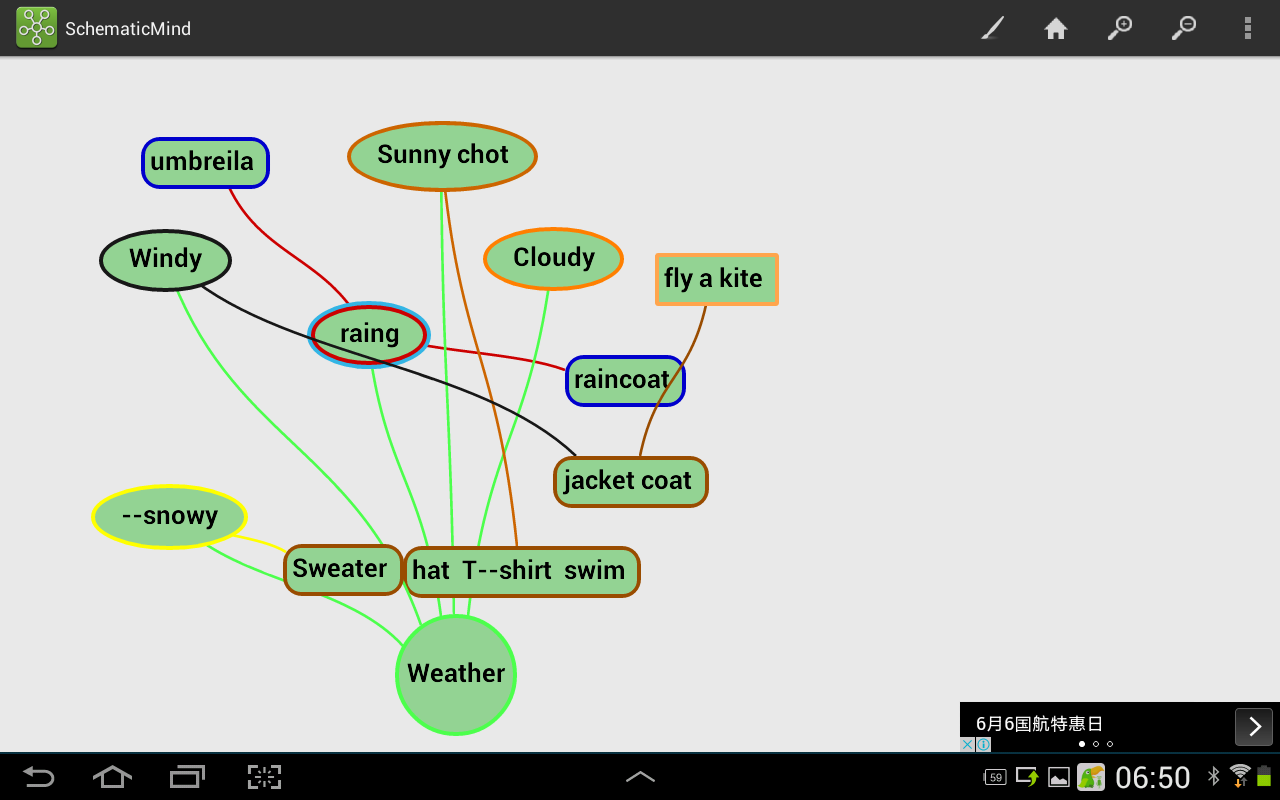 SchematicMind
umbreila
Sunny chot
Windy
Cloudy
fly a kite
raing
raincoat
jacket coat
--snowy
Sweater
hat T--shirt swim
Weather
6月6国航特惠日
59
06:50